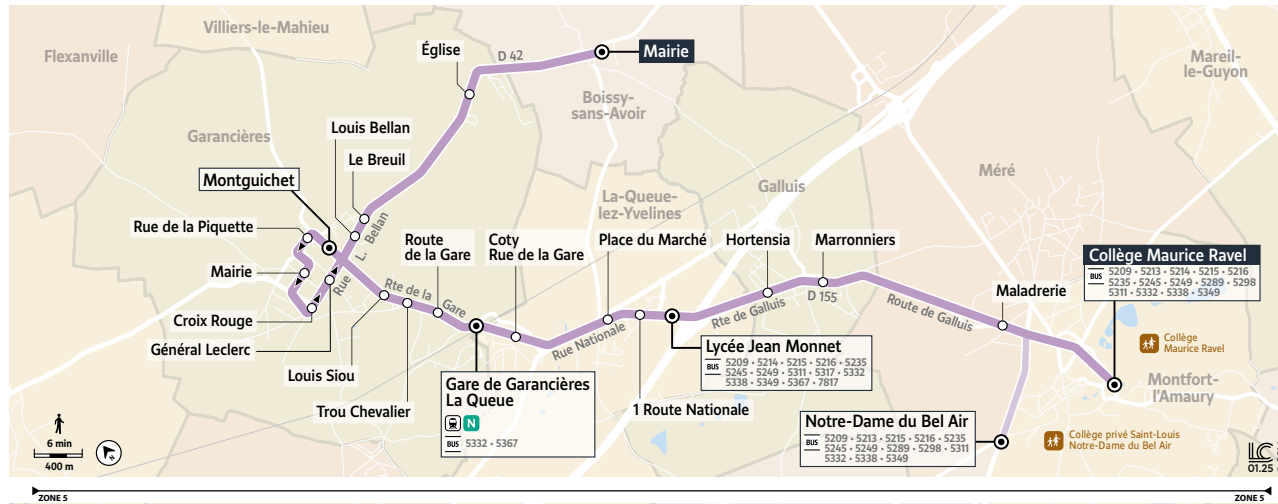 Villiers-le-Mahieu
Flexanville
Église
D 42
Mairie
Mareil-
le-Guyon
Boissy-
sans-Avoir
Garancières
Louis Bellan
Le Breuil
Montguichet
Rue L. Bellan
Méré
Galluis
La-Queue-
lez-Yvelines
Rue de la Piquette
Route
de la Gare
Coty
Rue de la Gare
Place du Marché
Hortensia
Marronniers
Collège Maurice Ravel
BUS
5209 • 5213 • 5214 • 5215 • 5216
5235 • 5245 • 5249 • 5289 • 5298
5311 • 5332 • 5338 • 5349
Mairie
Rte de la Gare
D 155
Rte de Galluis
Route de Galluis
Maladrerie
Croix Rouge
Rue Nationale
Général Leclerc
Lycée Jean Monnet
BUS
5209 • 5214 • 5215 • 5216 • 5235
5245 • 5249 • 5311 • 5317 • 5332
5338 • 5349 • 5367 • 7817
Collège
Maurice Ravel
Louis Siou
Gare de Garancières
La Queue
N
BUS
5332 • 5367
Montfort-
l'Amaury
Trou Chevalier
1 Route Nationale
Notre-Dame du Bel Air
BUS
5209 • 5213 • 5215 • 5216 • 5235
5245 • 5249 • 5289 • 5298 • 5311
5332 • 5338 • 5349
Collège privé Saint-Louis
Notre-Dame du Bel Air
6 min
400 m
LC
01.25
ZONE 5
ZONE 5